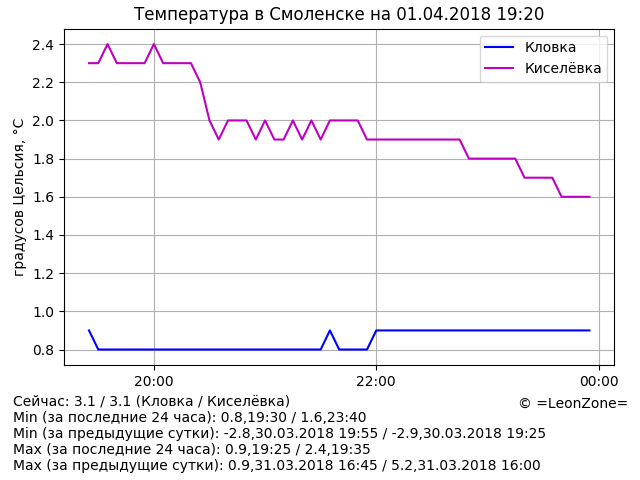 Температура в Смоленске на 01.04.2018 19:20
Кловка
Киселёвка
градусов Цельсия, °C
2.4
2.2
2.0
1.8
1.6
1.4
1.2
1.0
0.8
20:00
22:00
00:00
© =LeonZone=
Сейчас: 3.1 / 3.1 (Кловка / Киселёвка)
Min (за последние 24 часа): 0.8,19:30 / 1.6,23:40
Min (за предыдущие сутки): -2.8,30.03.2018 19:55 / -2.9,30.03.2018 19:25
Max (за последние 24 часа): 0.9,19:25 / 2.4,19:35
Max (за предыдущие сутки): 0.9,31.03.2018 16:45 / 5.2,31.03.2018 16:00